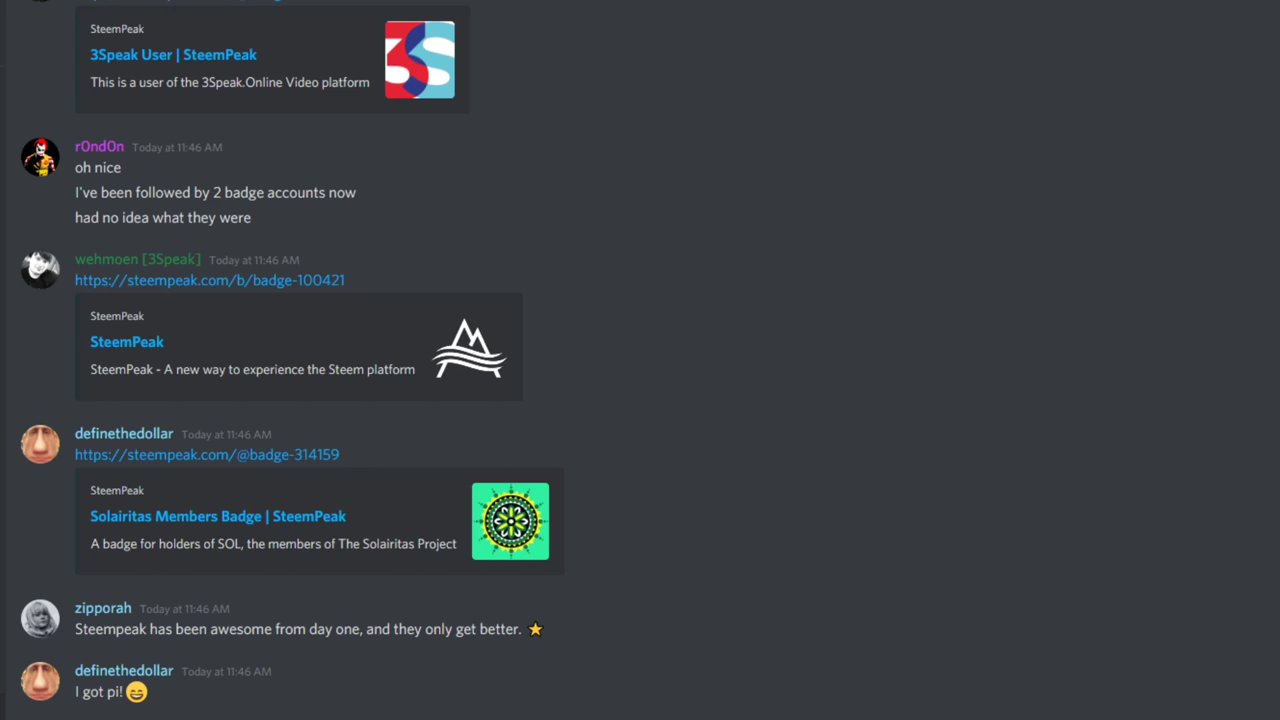 SteemPeak
3Speak User | SteemPeak
This is a user of the 3Speak.Online Video platform
3S
r0nd0n Today at 11:46 AM
oh nice
I've been followed by 2 badge accounts now
had no idea what they were
wehmoen [3Speak] Today at 11:46 AM
https://steempeak.com/b/badge-100421
SteemPeak
SteemPeak
SteemPeak - A new way to experience the Steem platform
definethedollar Today at 11:46 AM
https://steempeak.com/@badge-314159
SteemPeak
Solairitas Members Badge | SteemPeak
A badge for holders of SOL, the members of The Solairitas Project
zipporah Today at 11:46 AM
Steempeak has been awesome from day one, and they only get better. ⭐
definethedollar Today at 11:46 AM
I got pi! 😄